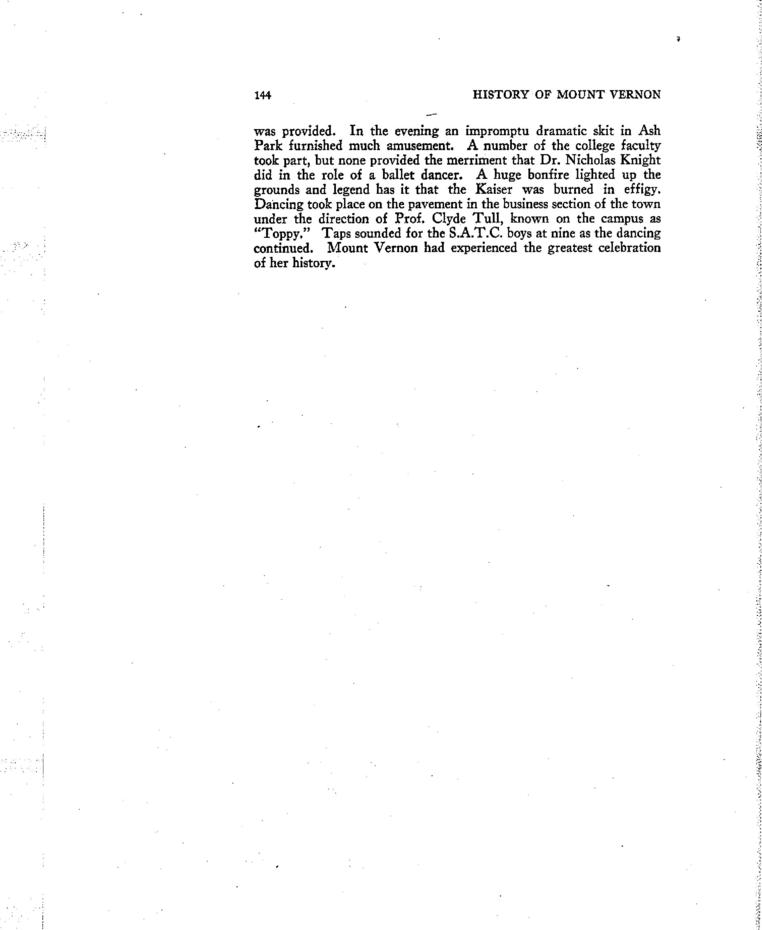 144 HISTORY OF MOUNT VERNON
was provided. In the evening an impromptu dramatic skit in Ash
Park furnished much amusement. A number of the college faculty
took part, but none provided the merriment that Dr. Nicholas Knight
did in the role of a ballet dancer. A huge bonfire lighted up the
grounds and legend has it that the Kaiser was burned in effigy.
Dancing took place on the pavement in the business section of the town
under the direction of Prof. Clyde Tull, known on the campus as
“Toppy.” Taps sounded for the S.A.T.C. boys at nine as the dancing
continued. Mount Vernon had experienced the greatest celebration
of her history.